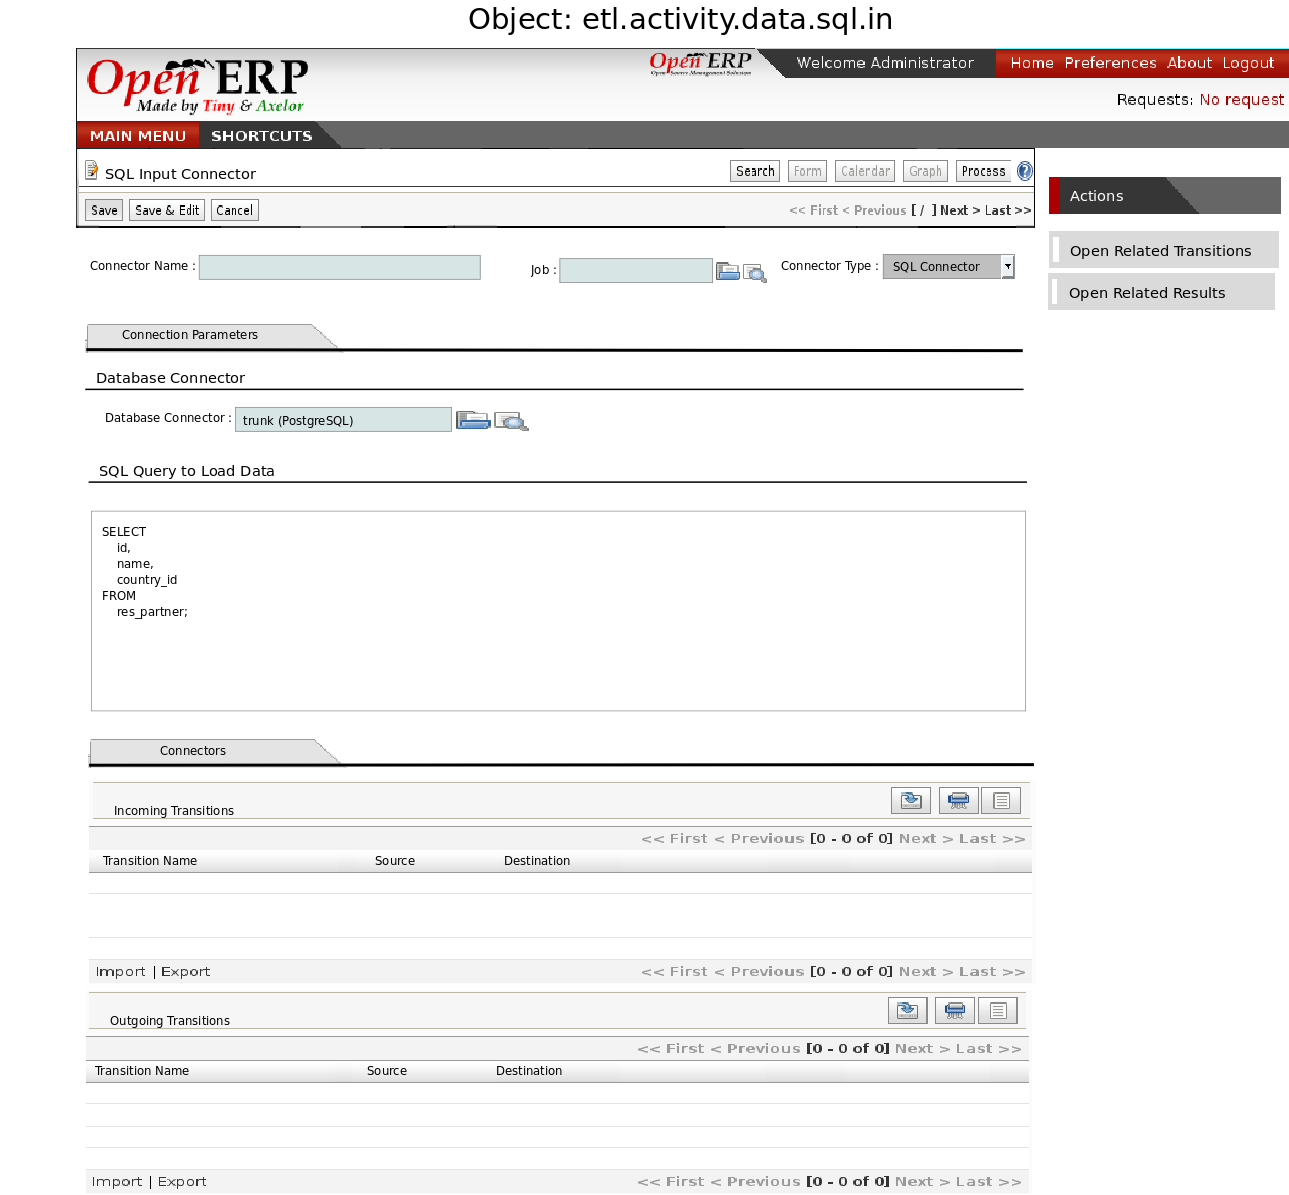 Object: etl.activity.data.sql.in
Open ERP
Made by Tiny & Axelor
Open ERP
Open Source Management Solution
Welcome Administrator
Home Preferences About Logout
Requests: No request
MAIN MENU SHORTCUTS
SQL Input Connector
Search Form Calendar Graph Process ?
Save Save & Edit Cancel
<< First < Previous [ / ] Next > Last >>
Actions
Open Related Transitions
Open Related Results
Connector Name :
Job :
Connector Type : SQL Connector
Connection Parameters
Database Connector
Database Connector : trunk (PostgreSQL)
SQL Query to Load Data
SELECT
id,
name,
country_id
FROM
res_partner;
Connectors
Incoming Transitions
<< First < Previous [0 - 0 of 0] Next > Last >>
Transition Name Source Destination
Import | Export << First < Previous [0 - 0 of 0] Next > Last >>
Outgoing Transitions
<< First < Previous [0 - 0 of 0] Next > Last >>
Transition Name Source Destination
Import | Export << First < Previous [0 - 0 of 0] Next > Last >>